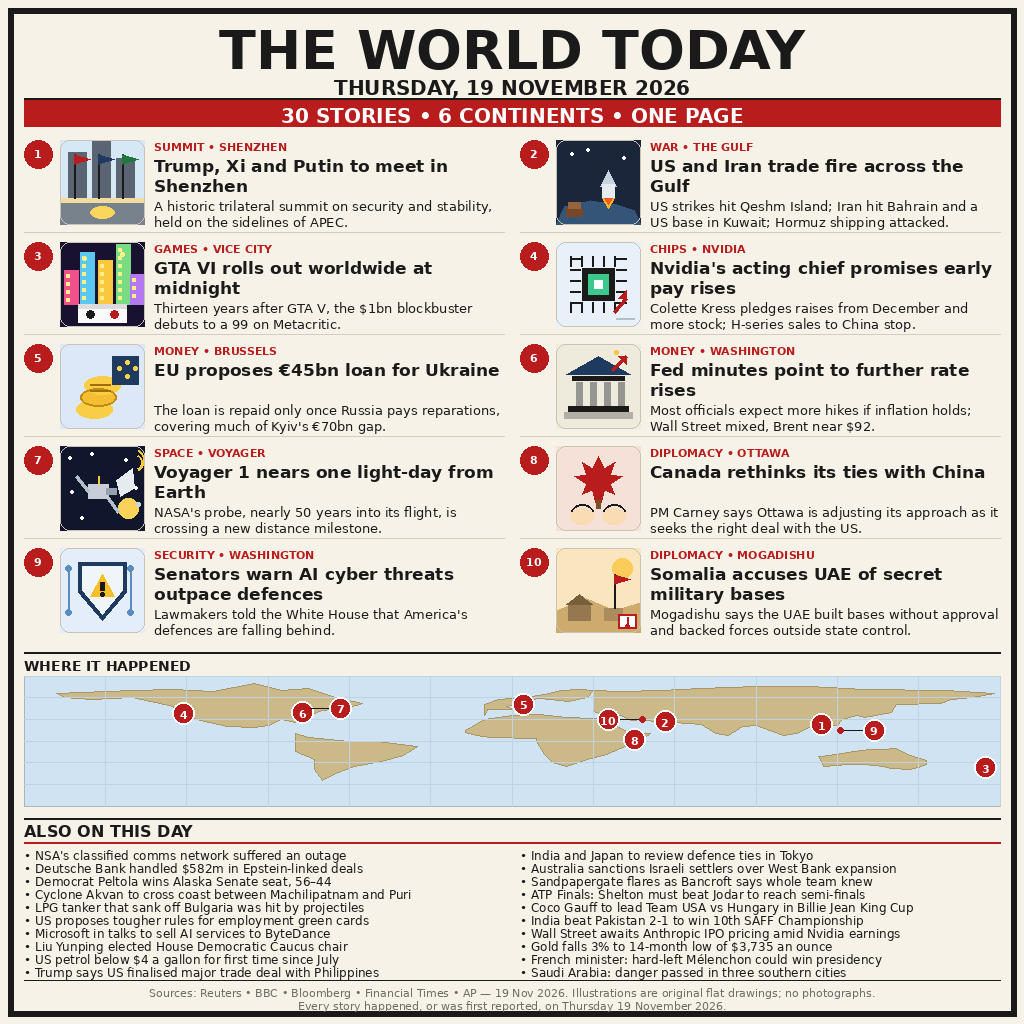 THE WORLD TODAY
THURSDAY, 19 NOVEMBER 2026
30 STORIES • 6 CONTINENTS • ONE PAGE
1
SUMMIT • SHENZHEN
Trump, Xi and Putin to meet in
Shenzhen
A historic trilateral summit on security and stability,
held on the sidelines of APEC.
2
WAR • THE GULF
US and Iran trade fire across the
Gulf
US strikes hit Qeshm Island; Iran hit Bahrain and a
US base in Kuwait; Hormuz shipping attacked.
3
GAMES • VICE CITY
GTA VI rolls out worldwide at
midnight
Thirteen years after GTA V, the $1bn blockbuster
debuts to a 99 on Metacritic.
4
CHIPS • NVIDIA
Nvidia's acting chief promises early
pay rises
Colette Kress pledges raises from December and
more stock; H-series sales to China stop.
5
MONEY • BRUSSELS
EU proposes €45bn loan for Ukraine
The loan is repaid only once Russia pays reparations,
covering much of Kyiv's €70bn gap.
6
MONEY • WASHINGTON
Fed minutes point to further rate
rises
Most officials expect more hikes if inflation holds;
Wall Street mixed, Brent near $92.
7
SPACE • VOYAGER
Voyager 1 nears one light-day from
Earth
NASA's probe, nearly 50 years into its flight, is
crossing a new distance milestone.
8
DIPLOMACY • OTTAWA
Canada rethinks its ties with China
PM Carney says Ottawa is adjusting its approach as it
seeks the right deal with the US.
9
SECURITY • WASHINGTON
Senators warn AI cyber threats
outpace defences
Lawmakers told the White House that America's
defences are falling behind.
10
DIPLOMACY • MOGADISHU
Somalia accuses UAE of secret
military bases
Mogadishu says the UAE built bases without approval
and backed forces outside state control.
WHERE IT HAPPENED
4
6
7
5
10
2
8
1
9
3
ALSO ON THIS DAY
• NSA's classified comms network suffered an outage
• Deutsche Bank handled $582m in Epstein-linked deals
• Democrat Peltola wins Alaska Senate seat, 56–44
• Cyclone Akvan to cross coast between Machilipatnam and Puri
• LPG tanker that sank off Bulgaria was hit by projectiles
• US proposes tougher rules for employment green cards
• Microsoft in talks to sell AI services to ByteDance
• Liu Yunping elected House Democratic Caucus chair
• US petrol below $4 a gallon for first time since July
• Trump says US finalised major trade deal with Philippines
• India and Japan to review defence ties in Tokyo
• Australia sanctions Israeli settlers over West Bank expansion
• Sandpapergate flares as Bancroft says whole team knew
• ATP Finals: Shelton must beat Jodar to reach semi-finals
• Coco Gauff to lead Team USA vs Hungary in Billie Jean King Cup
• India beat Pakistan 2-1 to win 10th SAFF Championship
• Wall Street awaits Anthropic IPO pricing amid Nvidia earnings
• Gold falls 3% to 14-month low of $3,735 an ounce
• French minister: hard-left Mélenchon could win presidency
• Saudi Arabia: danger passed in three southern cities
Sources: Reuters • BBC • Bloomberg • Financial Times • AP — 19 Nov 2026. Illustrations are original flat drawings; no photographs.
Every story happened, or was first reported, on Thursday 19 November 2026.